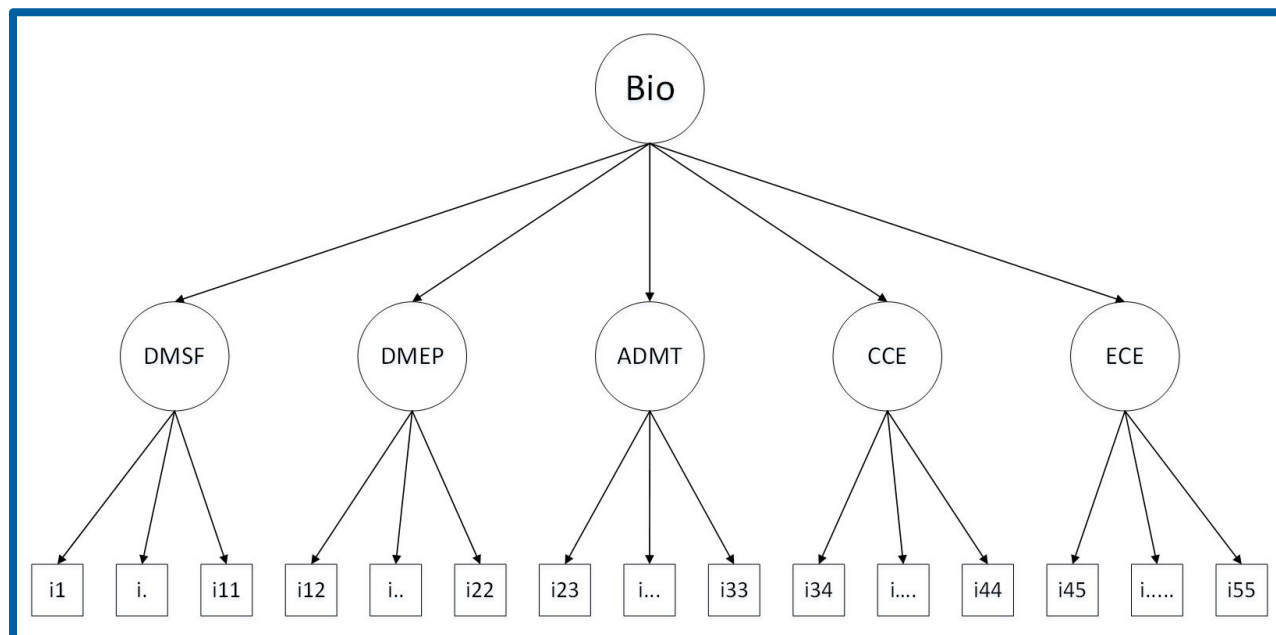 Bio
DMSF DMEP ADMT CCE ECE
i1 i. i11 i12 i.. i22 i23 i... i33 i34 i.... i44 i45 i..... i55